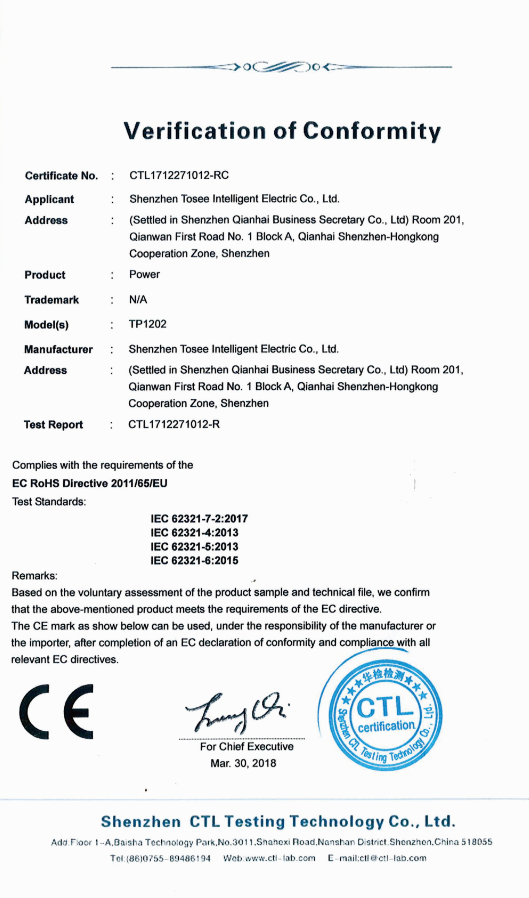 Verification of Conformity
Certificate No. : CTL1712271012-RC
Applicant : Shenzhen Tosee Intelligent Electric Co., Ltd.
Address : (Settled in Shenzhen Qianhai Business Secretary Co., Ltd) Room 201,
Qianwan First Road No. 1 Block A, Qianhai Shenzhen-Hongkong
Cooperation Zone, Shenzhen
Product : Power
Trademark : N/A
Model(s) : TP1202
Manufacturer : Shenzhen Tosee Intelligent Electric Co., Ltd.
Address : (Settled in Shenzhen Qianhai Business Secretary Co., Ltd) Room 201,
Qianwan First Road No. 1 Block A, Qianhai Shenzhen-Hongkong
Cooperation Zone, Shenzhen
Test Report : CTL1712271012-R
Complies with the requirements of the
EC RoHS Directive 2011/65/EU
Test Standards:
IEC 62321-7-2:2017
IEC 62321-4:2013
IEC 62321-5:2013
IEC 62321-6:2015
Remarks:
Based on the voluntary assessment of the product sample and technical file, we confirm
that the above-mentioned product meets the requirements of the EC directive.
The CE mark as show below can be used, under the responsibility of the manufacturer or
the importer, after completion of an EC declaration of conformity and compliance with all
relevant EC directives.
CE
华检检测
CTL
certification
Shenzhen CTL Testing Technology Co., Ltd.
For Chief Executive
Mar. 30, 2018
Shenzhen CTL Testing Technology Co., Ltd.
Add Floor 1-A,Baisha Technology Park,No.3011,Shahexi Road,Nanshan District,Shenzhen,China 518055
Tel:(86)0755-89486194 Web:www.ctl-lab.com E-mail:ctl@ctl-lab.com